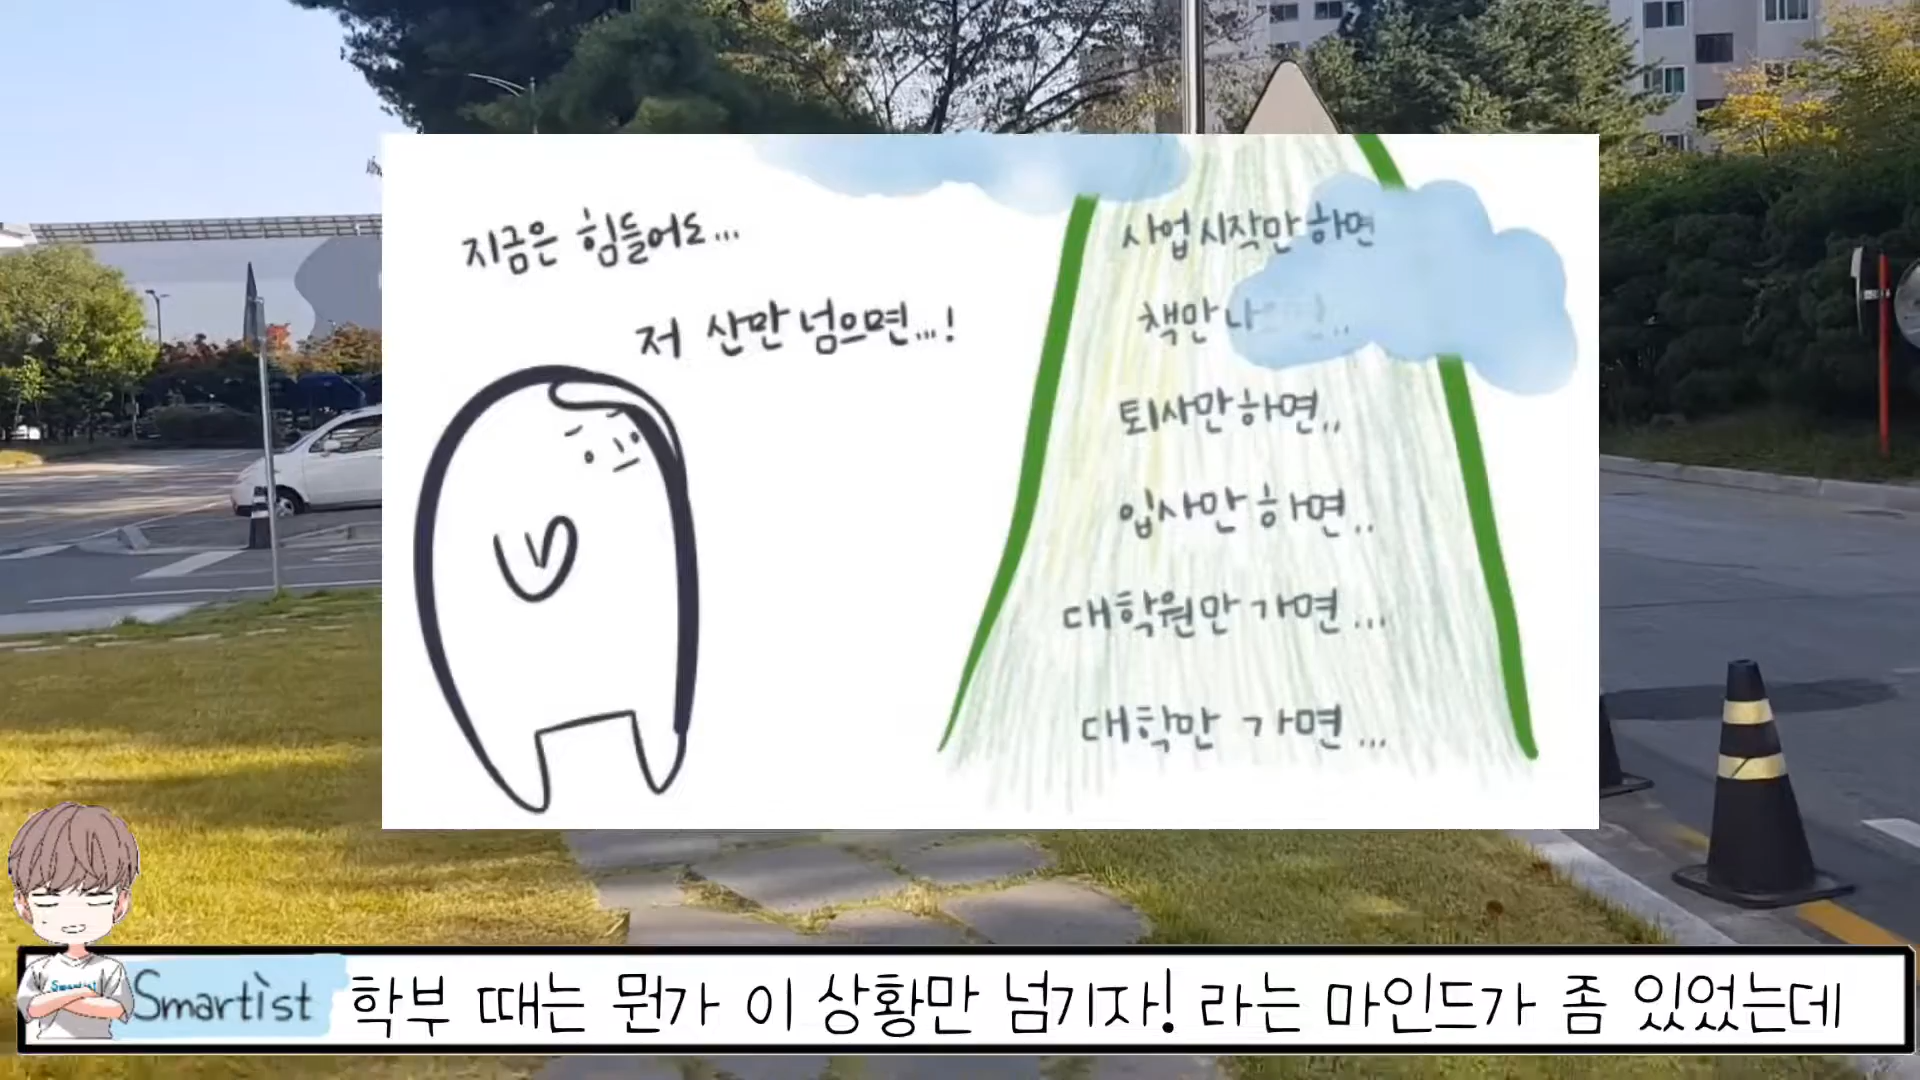 지금은 힘들어도...
저 산만 넘으면...!
사업 시작만 하면
책만
퇴사만 하면..
입사만 하면..
대학원만 가면...
대학만 가면...
Smartist
학부 때는 뭔가 이 상황만 넘기자! 라는 마인드가 좀 있었는데